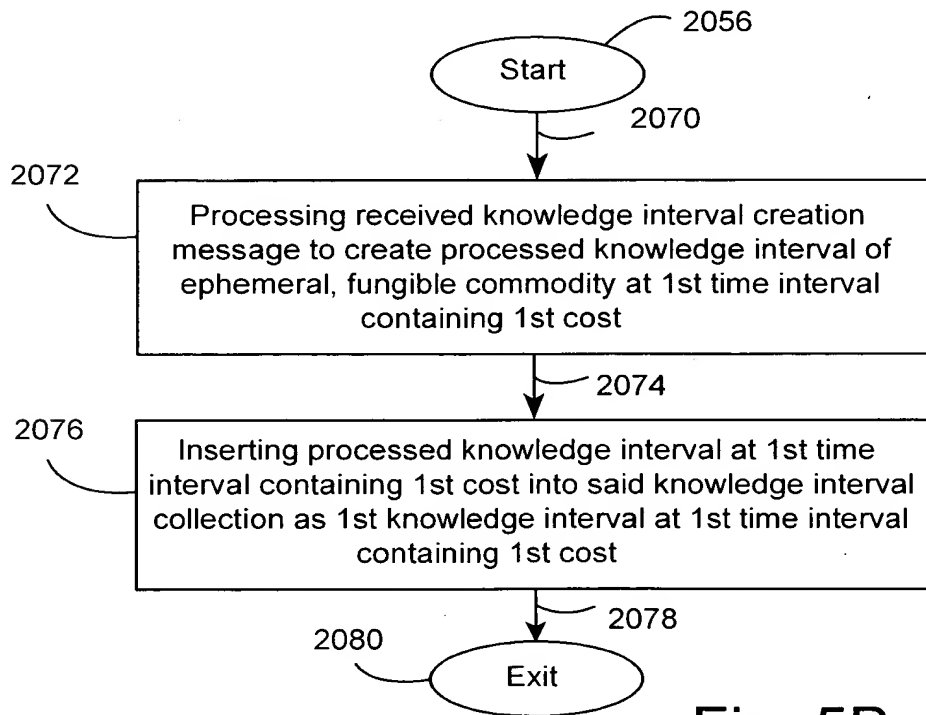 2056
Start
2070
2072
Processing received knowledge interval creation
message to create processed knowledge interval of
ephemeral, fungible commodity at 1st time interval
containing 1st cost
2074
2076
Inserting processed knowledge interval at 1st time
interval containing 1st cost into said knowledge interval
collection as 1st knowledge interval at 1st time interval
containing 1st cost
2078
2080
Exit